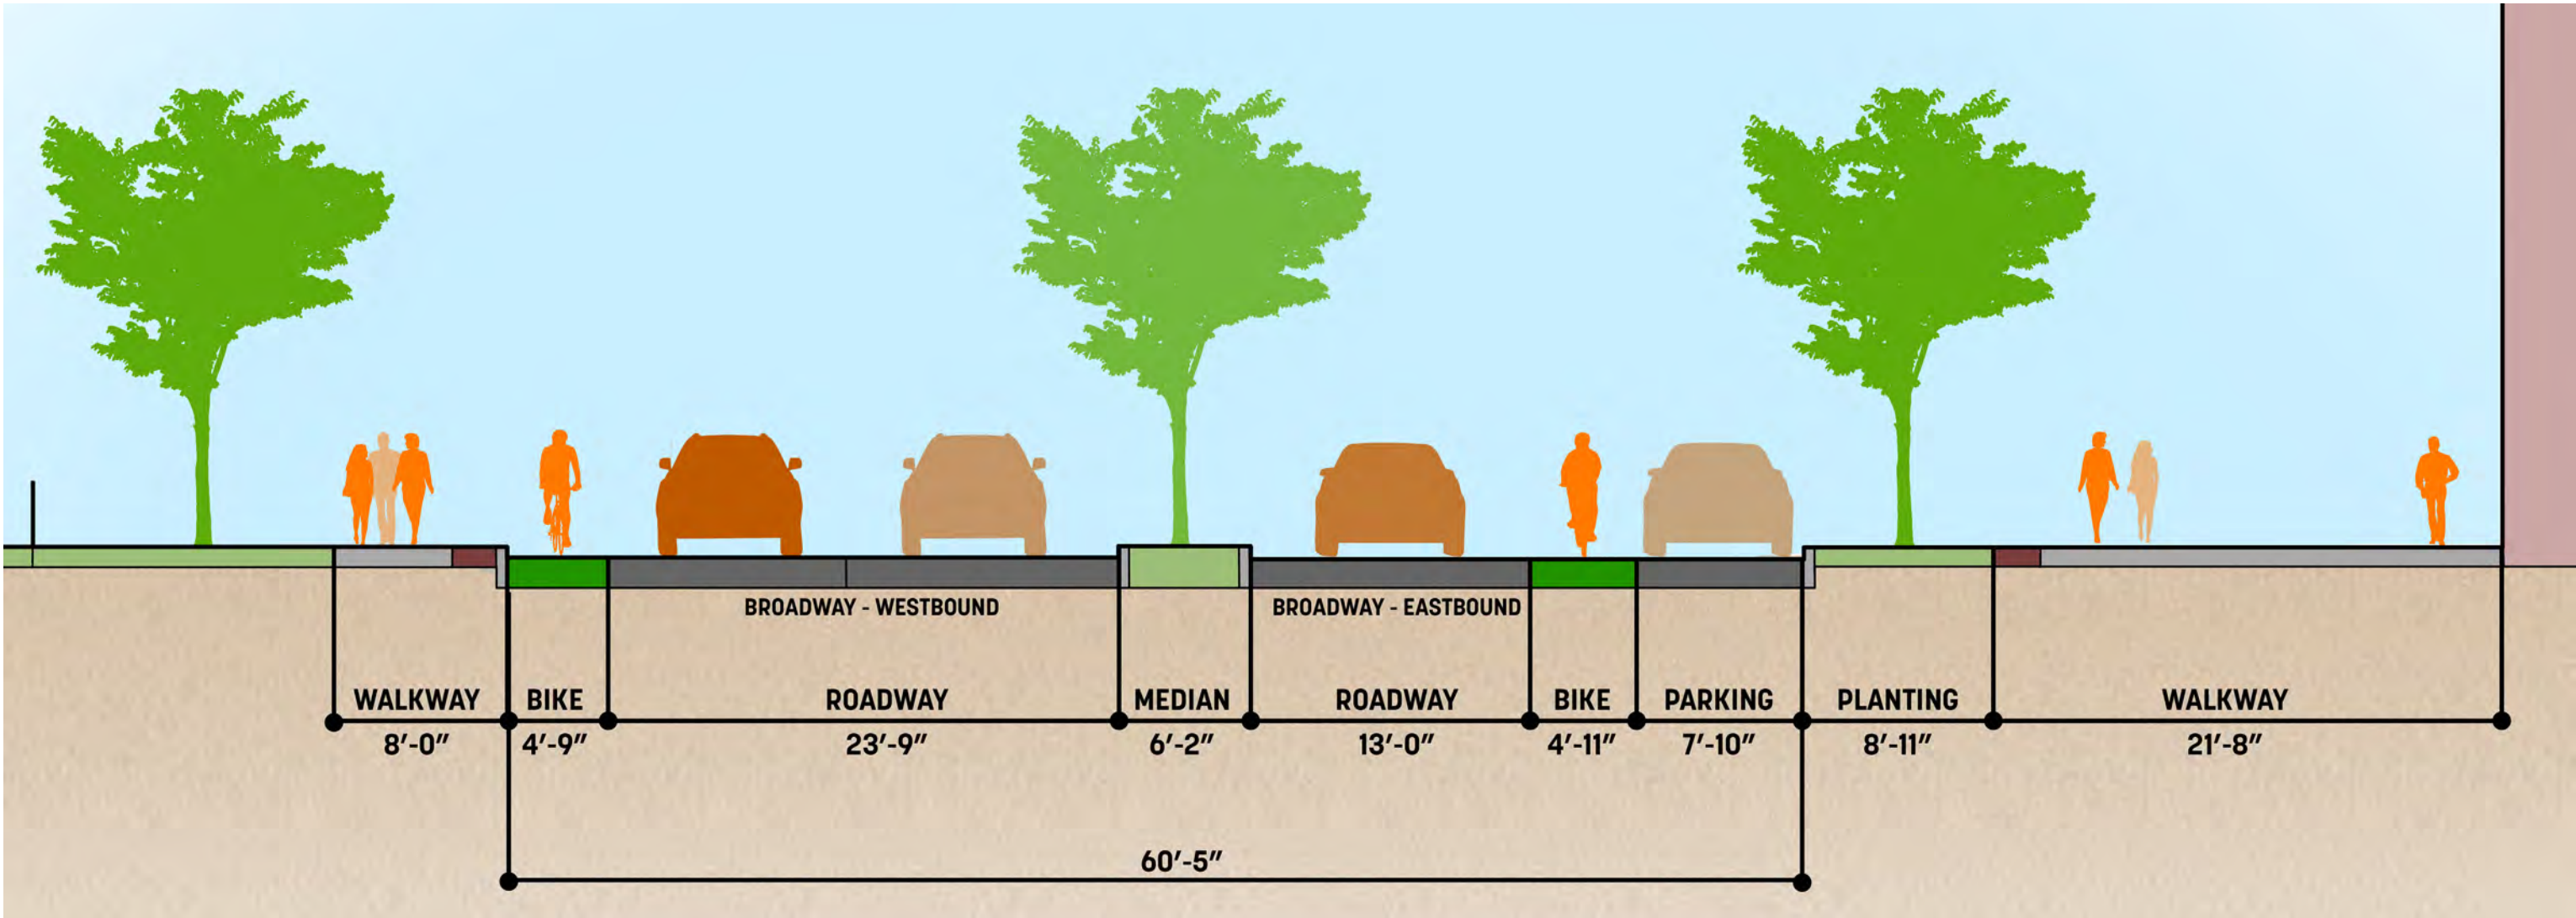 BROADWAY - WESTBOUND
BROADWAY - EASTBOUND
WALKWAY
BIKE
ROADWAY
MEDIAN
ROADWAY
BIKE
PARKING
PLANTING
WALKWAY
8′-0″
4′-9″
23′-9″
6′-2″
13′-0″
4′-11″
7′-10″
8′-11″
21′-8″
60′-5″